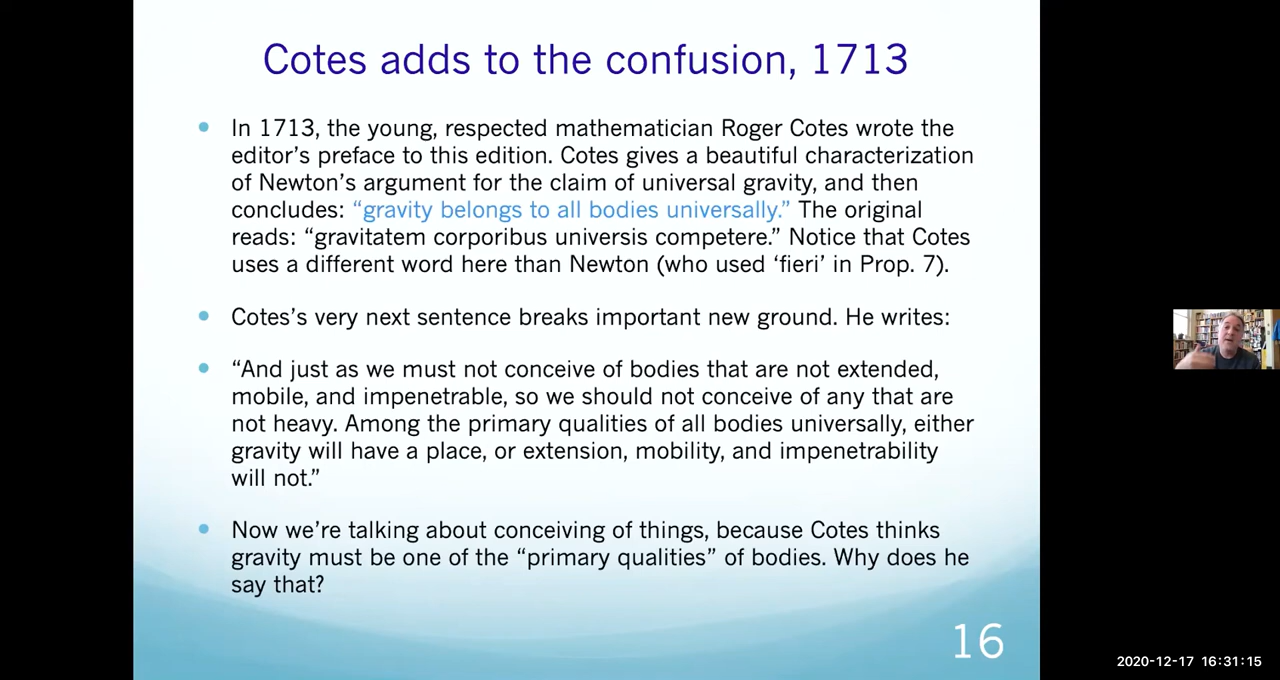 Cotes adds to the confusion, 1713
• In 1713, the young, respected mathematician Roger Cotes wrote the
editor’s preface to this edition. Cotes gives a beautiful characterization
of Newton’s argument for the claim of universal gravity, and then
concludes: “gravity belongs to all bodies universally.” The original
reads: “gravitatem corporibus universis competere.” Notice that Cotes
uses a different word here than Newton (who used ‘fieri’ in Prop. 7).
• Cotes’s very next sentence breaks important new ground. He writes:
• “And just as we must not conceive of bodies that are not extended,
mobile, and impenetrable, so we should not conceive of any that are
not heavy. Among the primary qualities of all bodies universally, either
gravity will have a place, or extension, mobility, and impenetrability
will not.”
• Now we’re talking about conceiving of things, because Cotes thinks
gravity must be one of the “primary qualities” of bodies. Why does he
say that?
16
2020-12-17 16:31:15